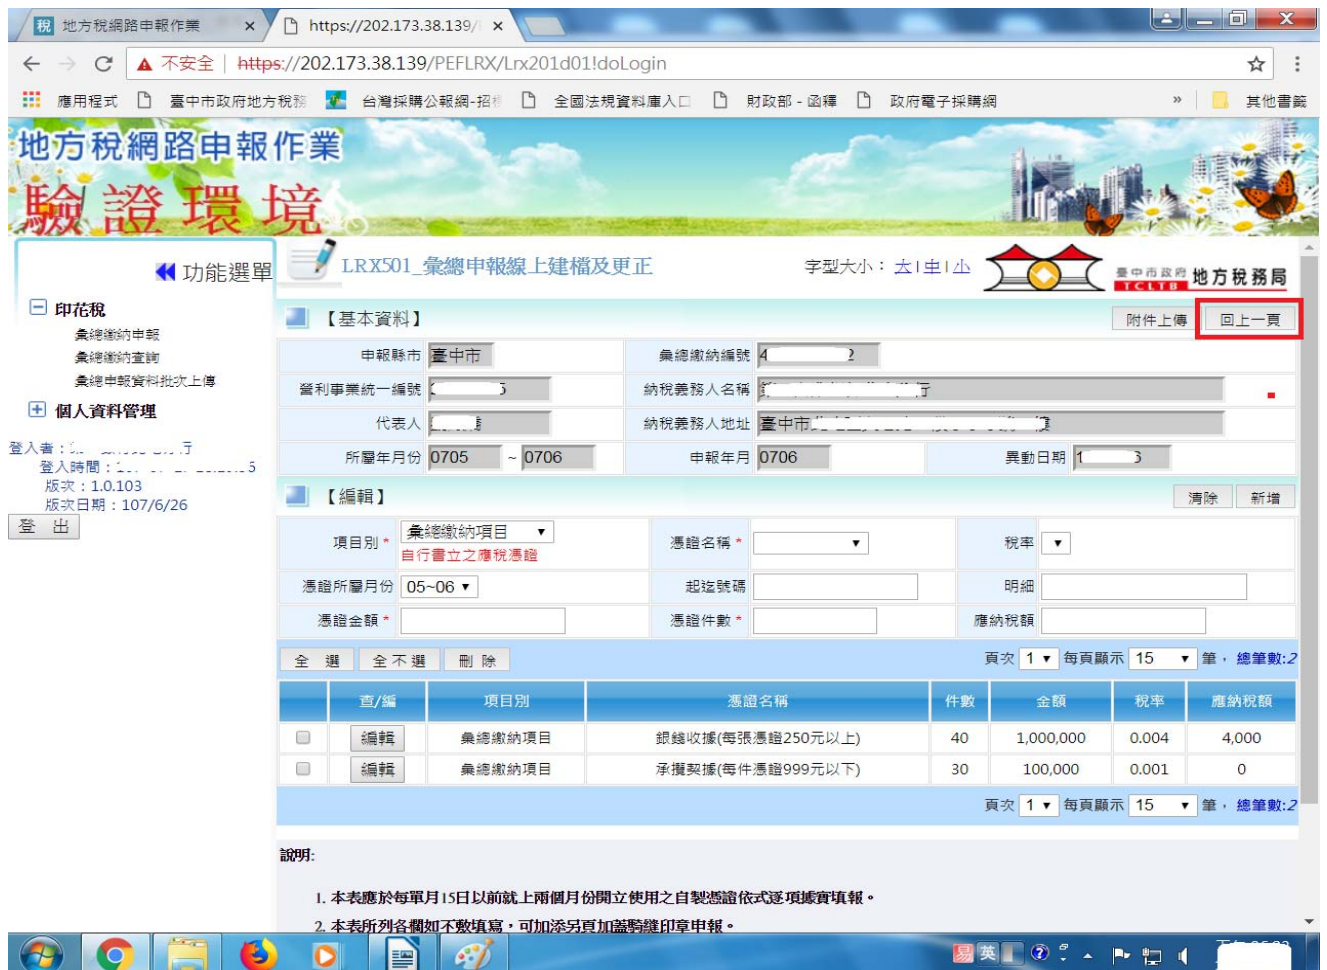 稅 地方稅網路申報作業 × https://202.173.38.139/ ×
不安全 | https://202.173.38.139/PEFLRX/Lrx201d01!doLogin
應用程式 臺中市政府地方稅務 台灣採購公報網-招 全國法規資料庫入口 財政部 - 函釋 政府電子採購網 » 其他書籤
地方稅網路申報作業
驗證環境
功能選單
印花稅
彙總繳納申報
彙總繳納查詢
彙總申報資料批次上傳
個人資料管理
登入者：
登入時間：
版次：1.0.103
版次日期：107/6/26
登 出
LRX501_彙總申報線上建檔及更正 字型大小： 大 | 中 | 小 臺中市政府 地方稅務局
TCLTB
【基本資料】 附件上傳 回上一頁
申報縣市 臺中市 彙總繳納編號 4 2
營利事業統一編號 5 納稅義務人名稱 行
代表人 納稅義務人地址 臺中市
所屬年月份 0705 ~ 0706 申報年月 0706 異動日期 1 3
【編輯】 清除 新增
項目別 * 彙總繳納項目 憑證名稱 * 稅率
自行書立之應稅憑證
憑證所屬月份 05~06 起迄號碼 明細
憑證金額 * 憑證件數 * 應納稅額
全 選 全不選 刪 除 頁次 1 每頁顯示 15 筆， 總筆數:2
查/編 項目別 憑證名稱 件數 金額 稅率 應納稅額
編輯 彙總繳納項目 銀錢收據(每張憑證250元以上) 40 1,000,000 0.004 4,000
編輯 彙總繳納項目 承攬契據(每件憑證999元以下) 30 100,000 0.001 0
頁次 1 每頁顯示 15 筆， 總筆數:2
說明:
1. 本表應於每單月15日以前就上兩個月份開立使用之自製憑證依式逐項據實填報。
2. 本表所列各欄如不敷填寫，可加添另頁加蓋騎縫印章申報。
易 英